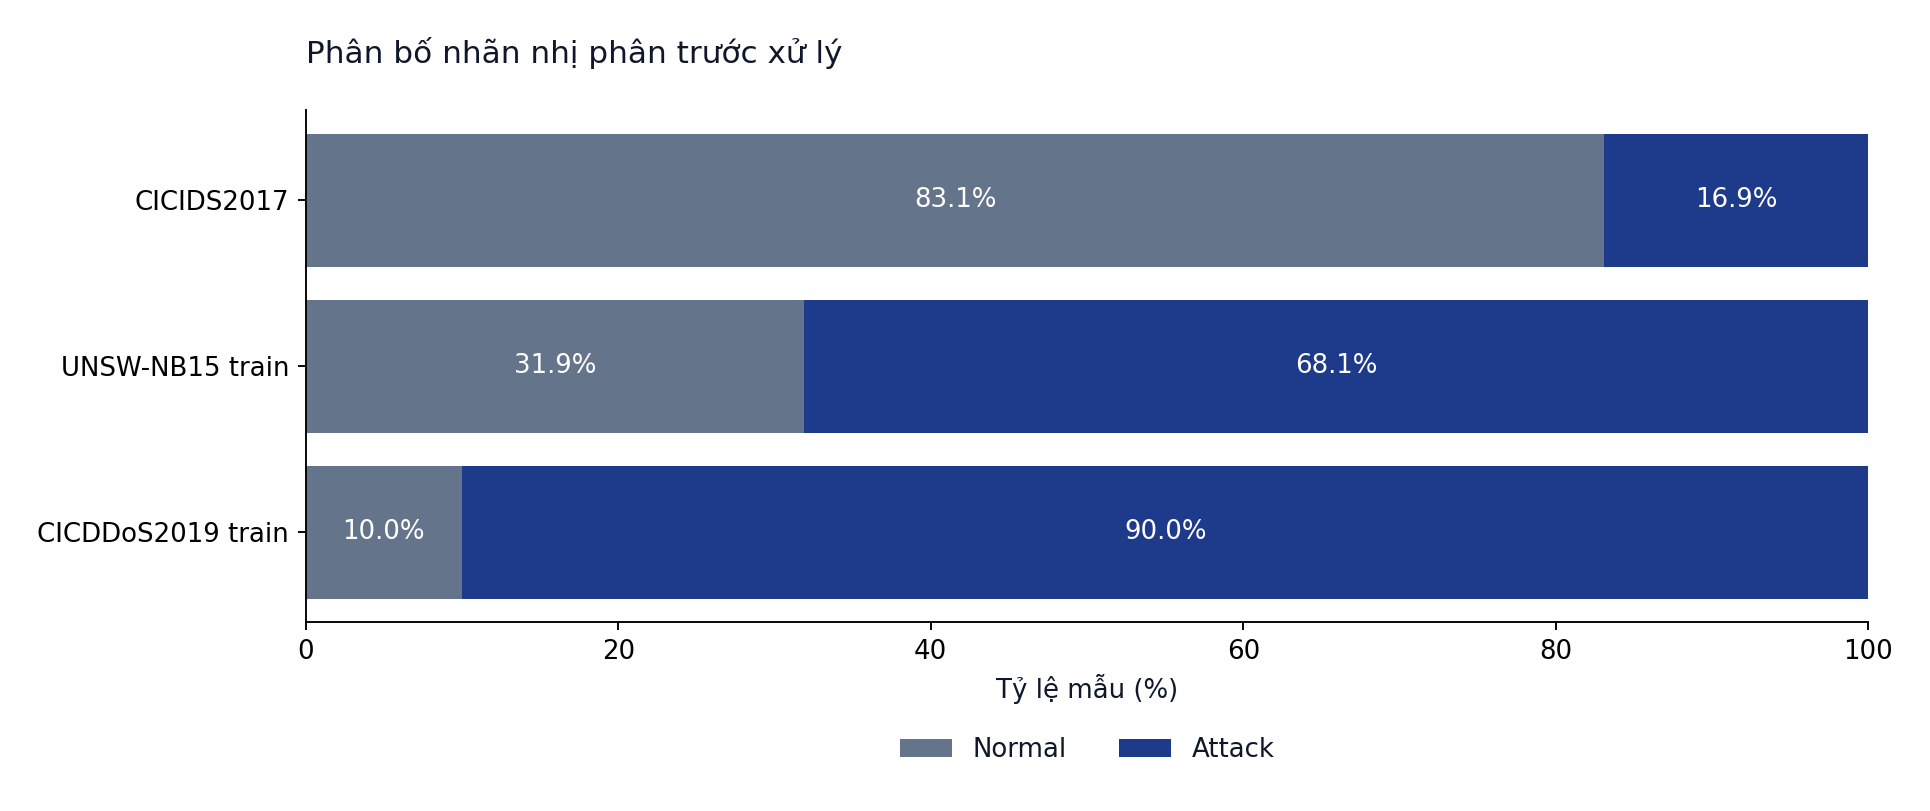 Phân bố nhãn nhị phân trước xử lý
CICIDS2017
83.1%
16.9%
UNSW-NB15 train
31.9%
68.1%
CICDDoS2019 train
10.0%
90.0%
0 20 40 60 80 100
Tỷ lệ mẫu (%)
Normal Attack